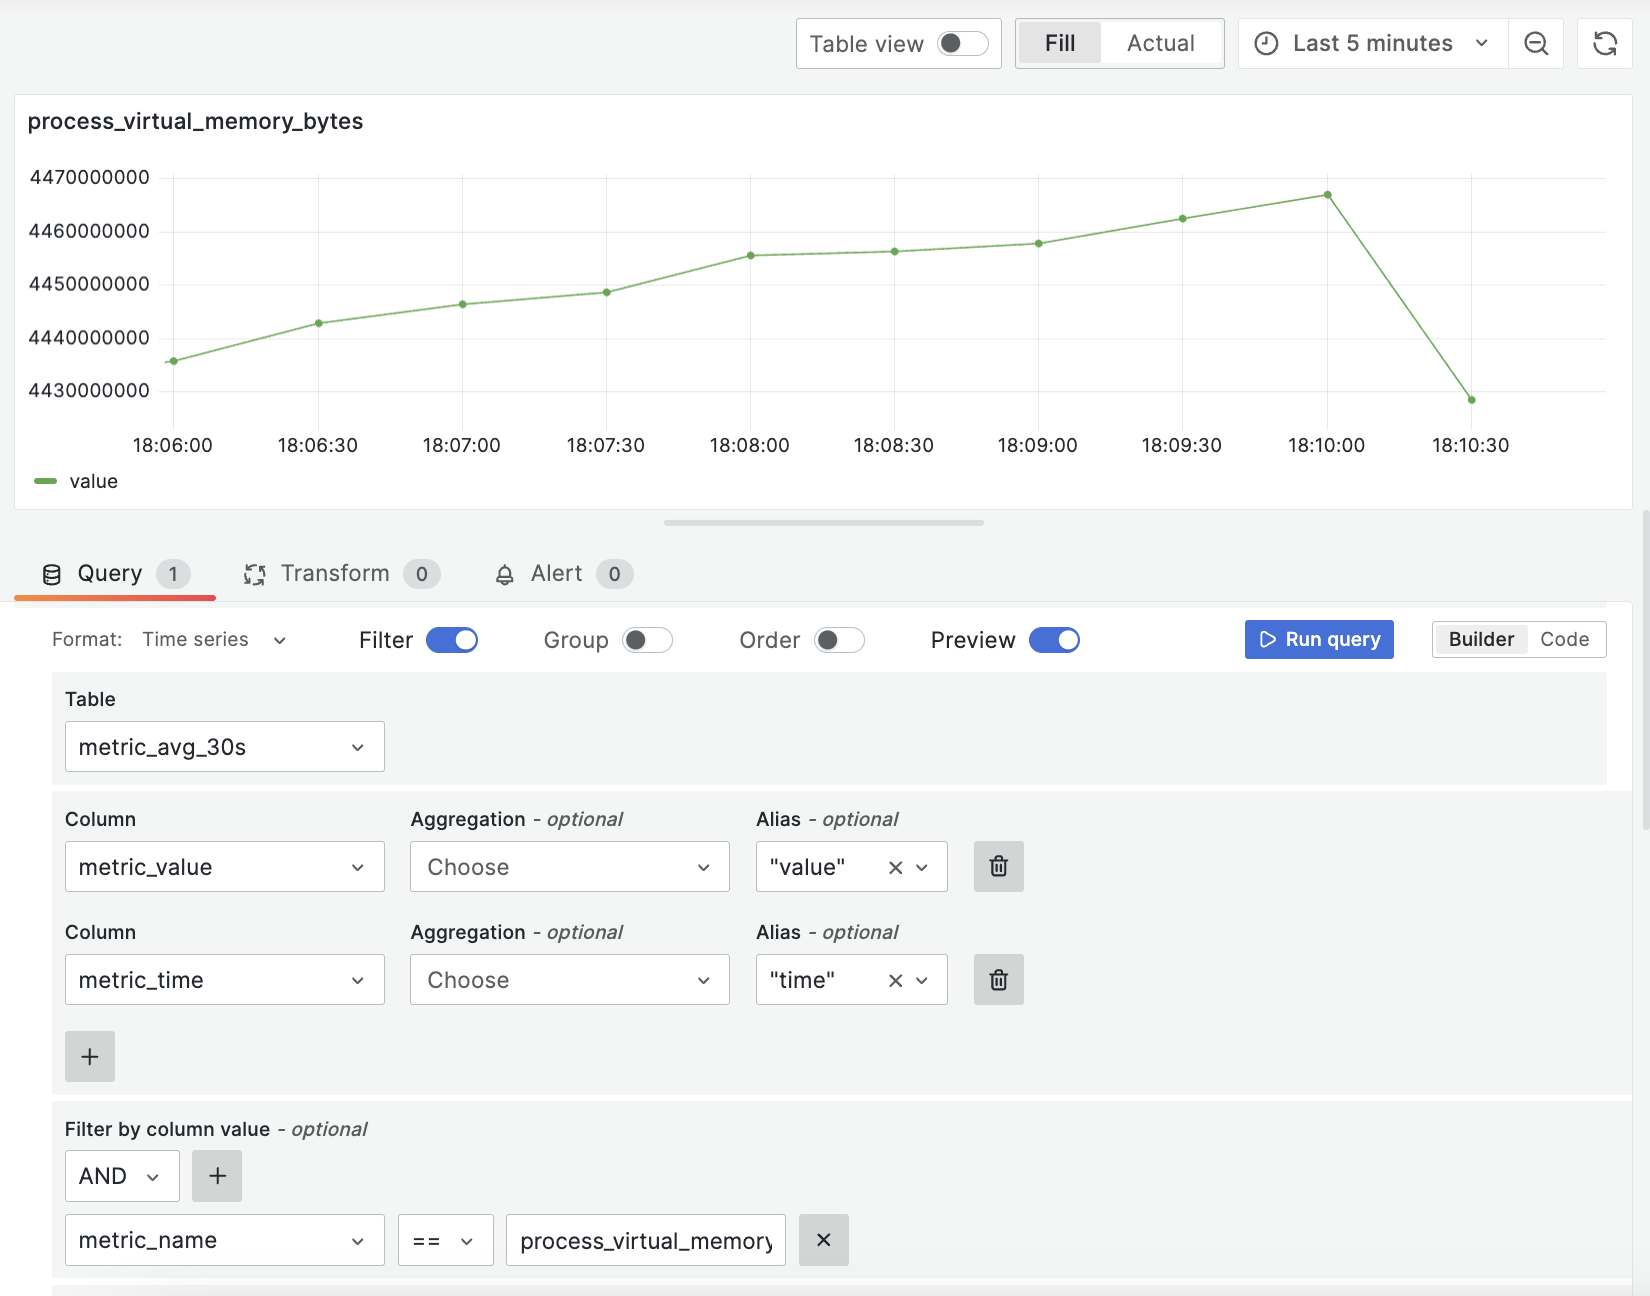 Table view Fill Actual Last 5 minutes
process_virtual_memory_bytes
4470000000
4460000000
4450000000
4440000000
4430000000
18:06:00 18:06:30 18:07:00 18:07:30 18:08:00 18:08:30 18:09:00 18:09:30 18:10:00 18:10:30
value
Query 1 Transform 0 Alert 0
Format: Time series Filter Group Order Preview Run query Builder Code
Table
metric_avg_30s
Column Aggregation - optional Alias - optional
metric_value Choose "value"
Column Aggregation - optional Alias - optional
metric_time Choose "time"
+
Filter by column value - optional
AND +
metric_name == process_virtual_memory